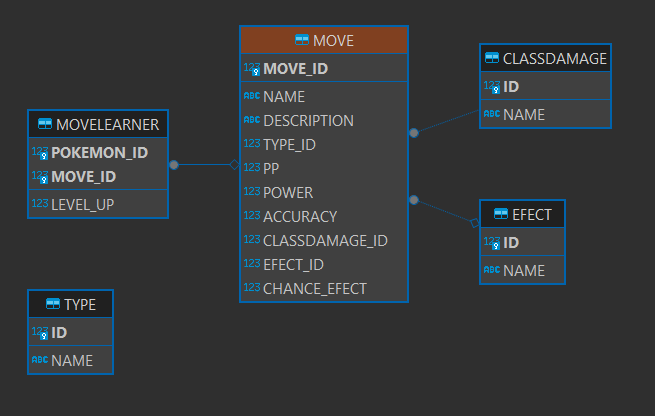 MOVELEARNER
123 POKEMON_ID
123 MOVE_ID
123 LEVEL_UP
TYPE
123 ID
ABC NAME
MOVE
123 MOVE_ID
ABC NAME
ABC DESCRIPTION
123 TYPE_ID
123 PP
123 POWER
123 ACCURACY
123 CLASSDAMAGE_ID
123 EFECT_ID
123 CHANCE_EFECT
CLASSDAMAGE
123 ID
ABC NAME
EFECT
123 ID
ABC NAME